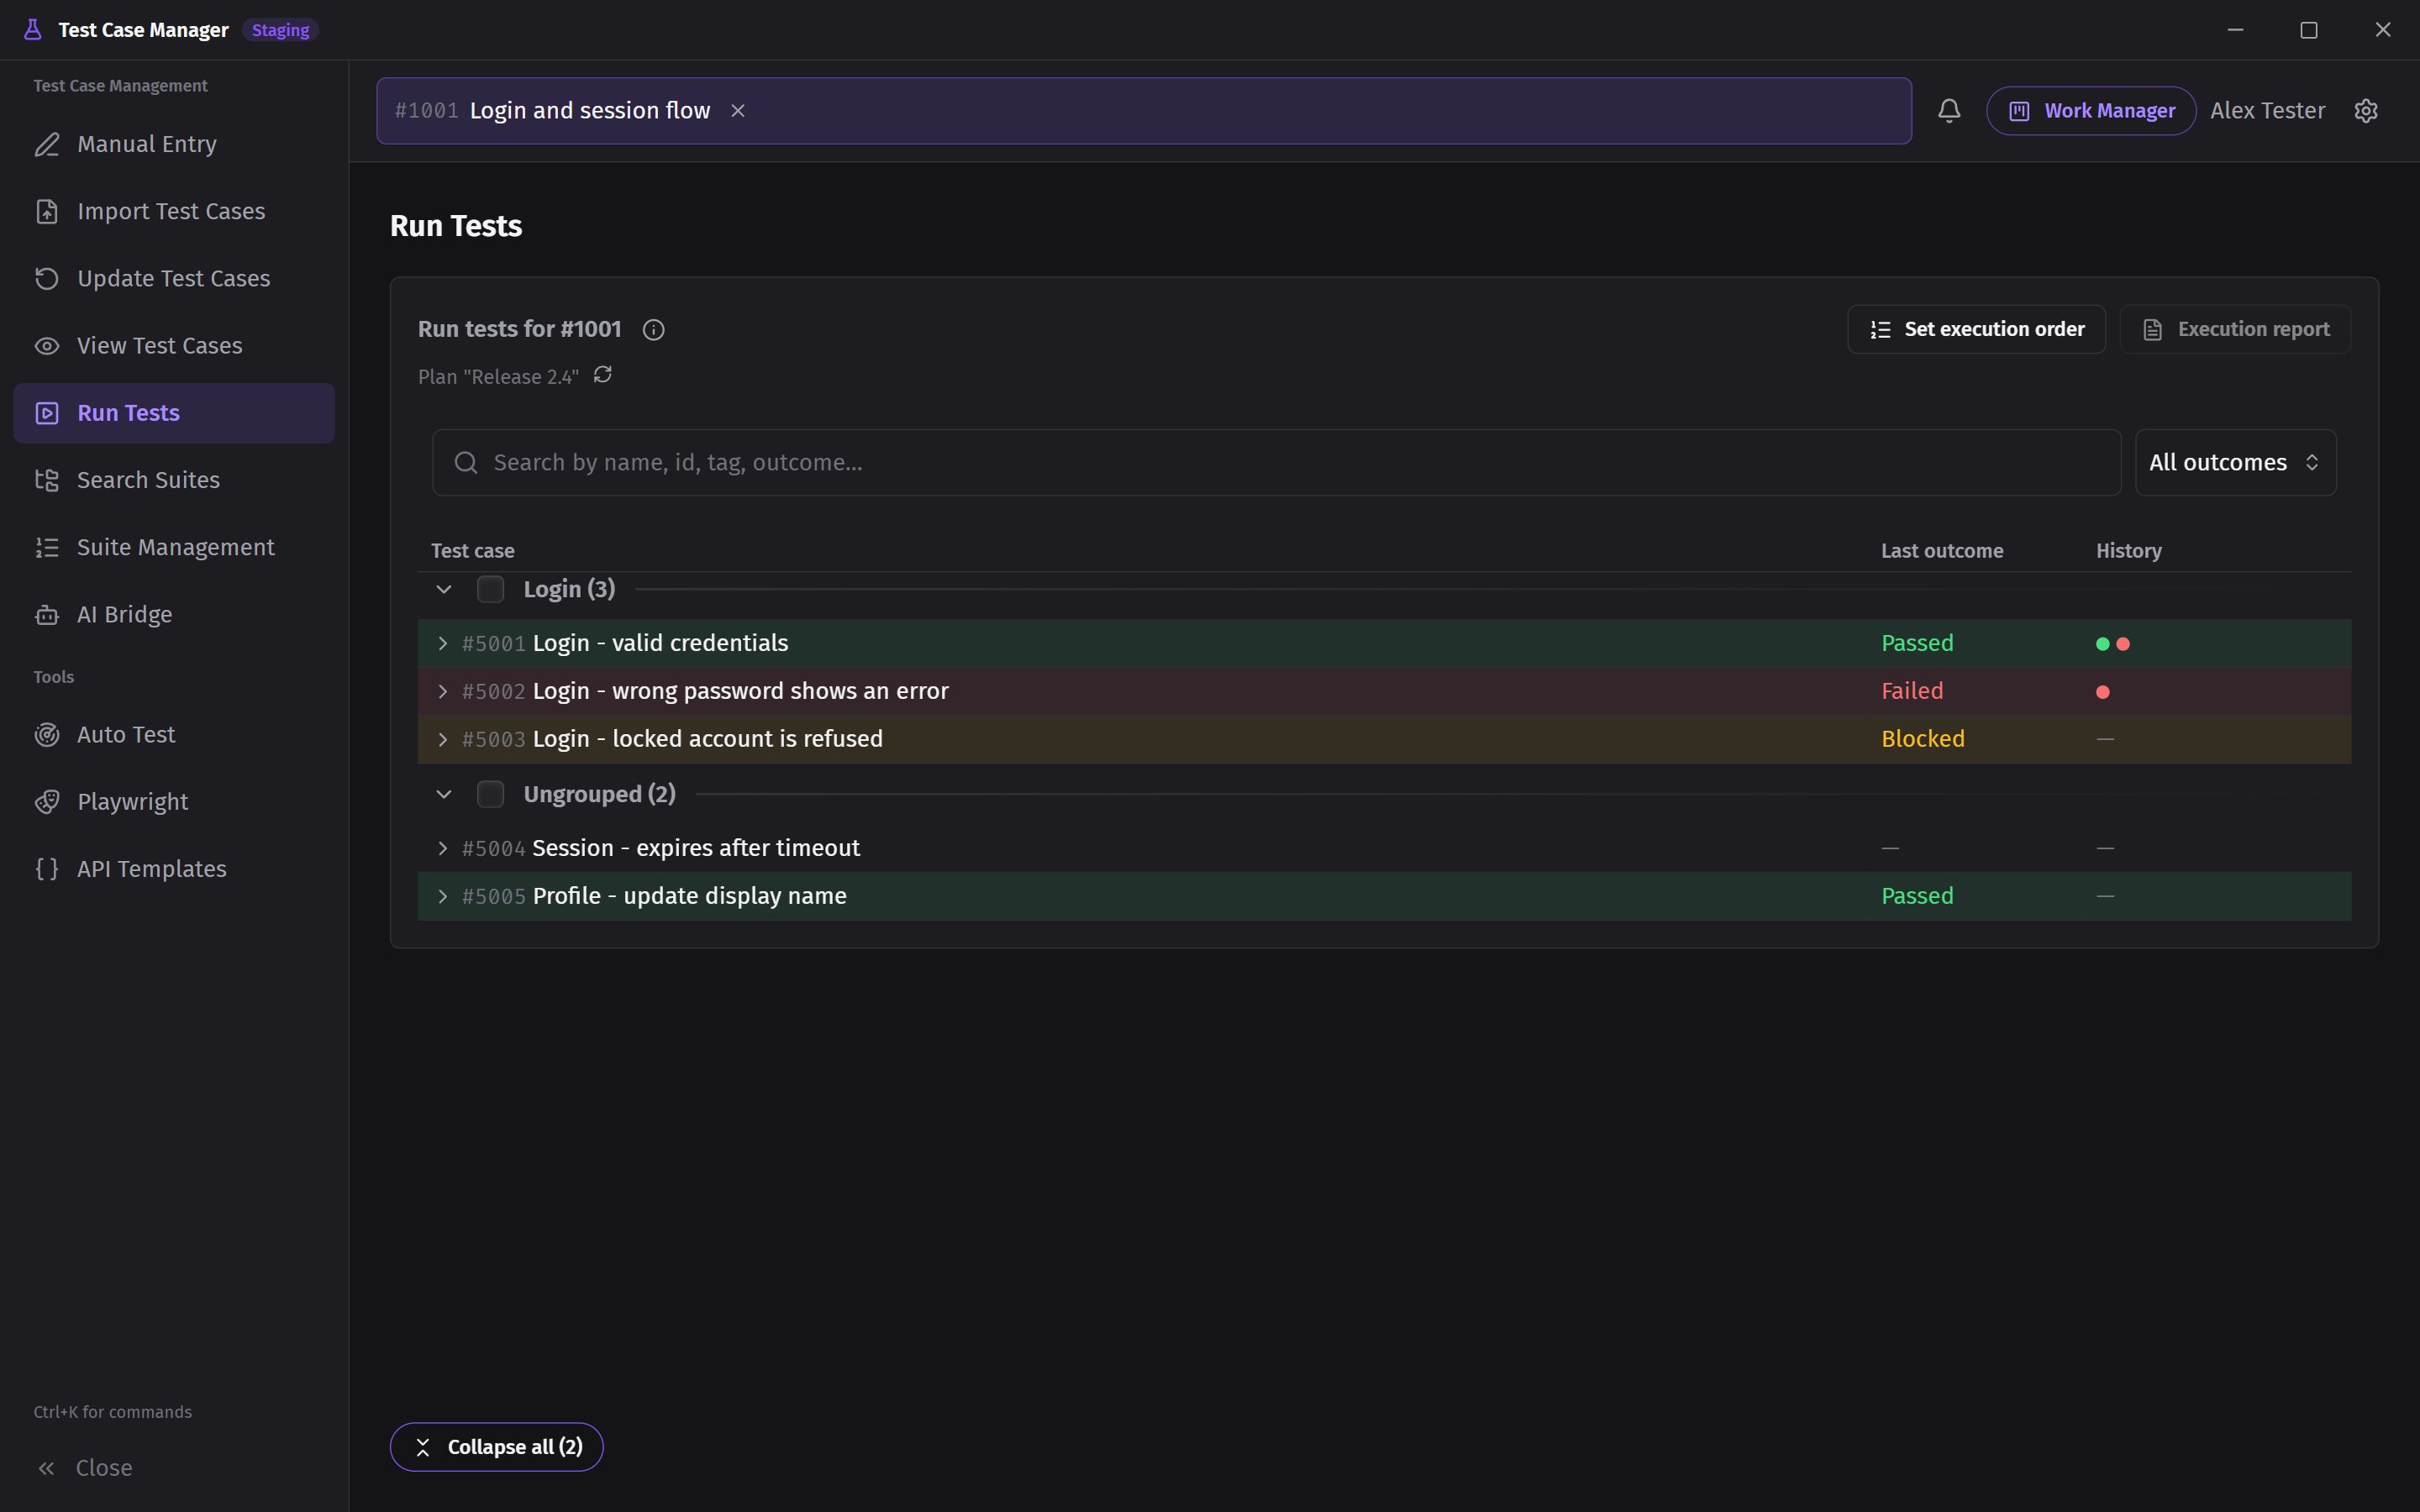 Test Case Manager Staging
Test Case Management
Manual Entry
Import Test Cases
Update Test Cases
View Test Cases
Run Tests
Search Suites
Suite Management
AI Bridge
Tools
Auto Test
Playwright
API Templates
Ctrl+K for commands
Close
#1001 Login and session flow
Work Manager
Alex Tester
Run Tests
Run tests for #1001
Set execution order
Execution report
Plan "Release 2.4"
Search by name, id, tag, outcome...
All outcomes
Test case Last outcome History
Login (3)
#5001 Login - valid credentials Passed
#5002 Login - wrong password shows an error Failed
#5003 Login - locked account is refused Blocked —
Ungrouped (2)
#5004 Session - expires after timeout — —
#5005 Profile - update display name Passed —
Collapse all (2)